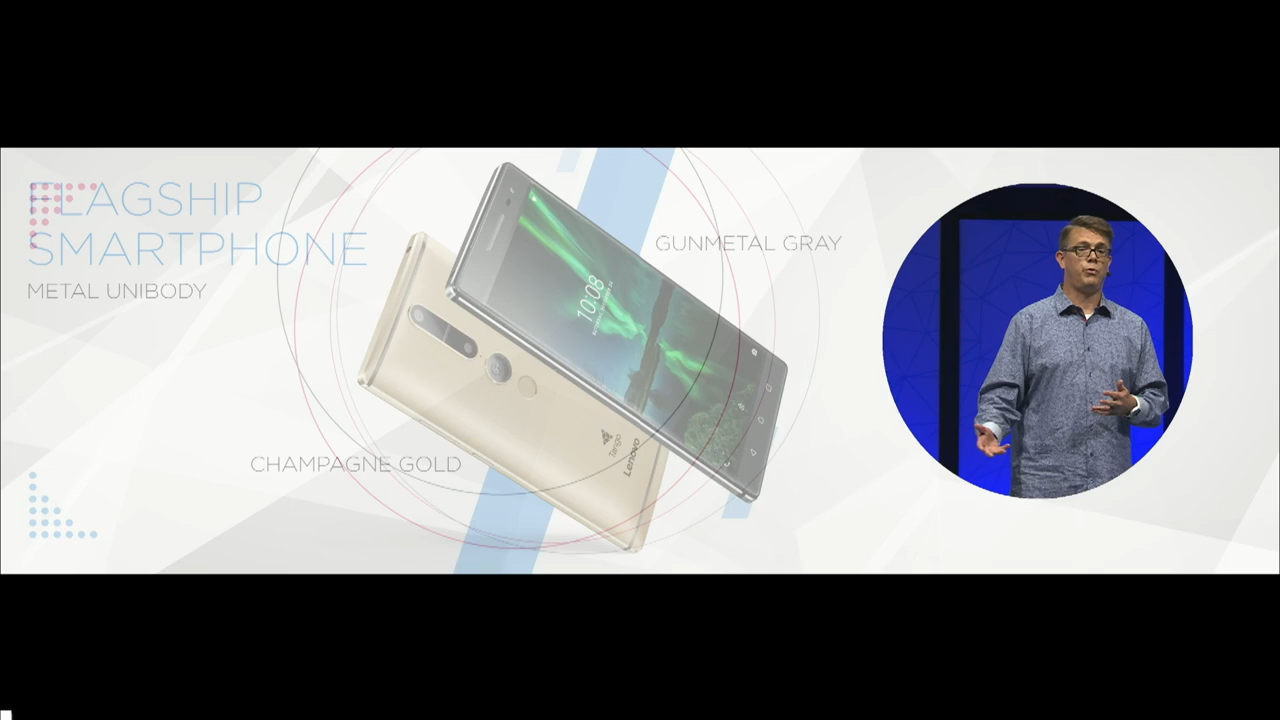 FLAGSHIP
SMARTPHONE
METAL UNIBODY
GUNMETAL GRAY
10:08
CHAMPAGNE GOLD
Tango
Lenovo